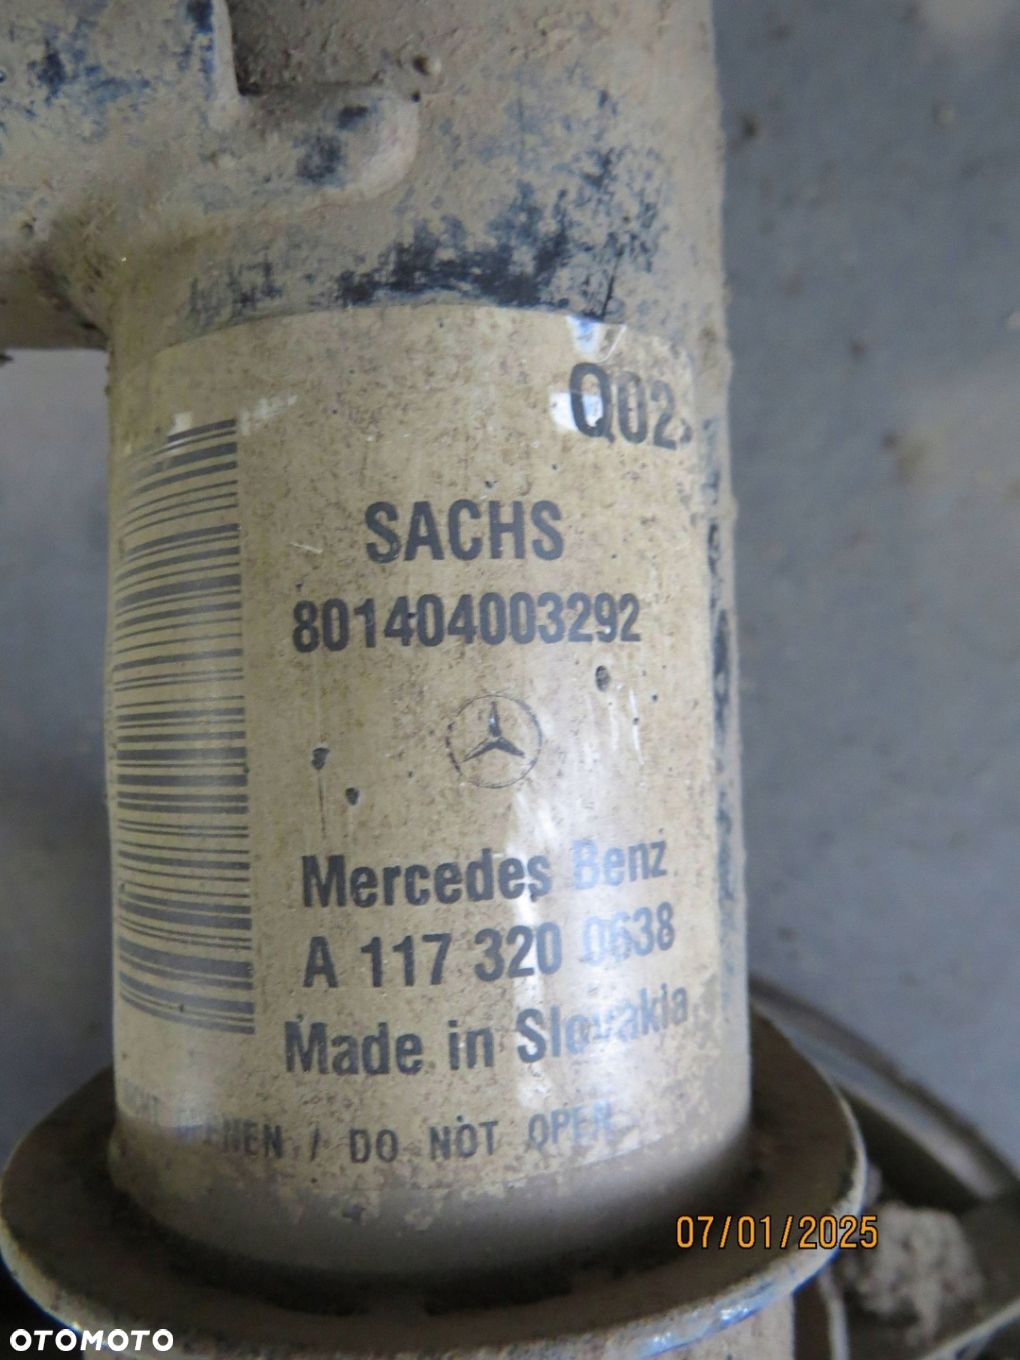 Q02
SACHS
801404003292
Mercedes Benz
A 117 320 0638
Made in Slovakia
/ DO NOT OPEN
07/01/2025
OTOMOTO